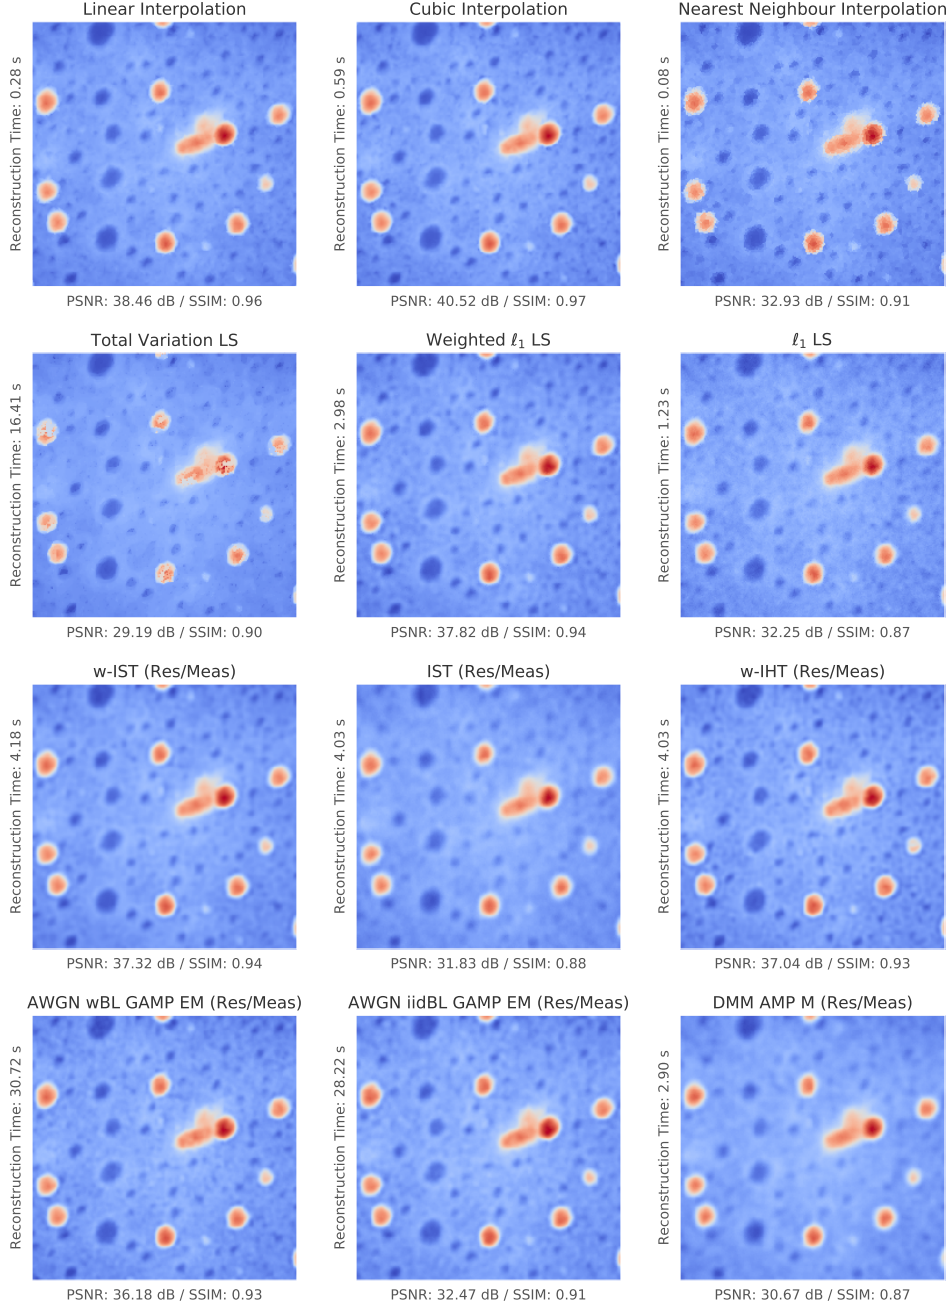 Linear Interpolation
Reconstruction Time: 0.28 s
PSNR: 38.46 dB / SSIM: 0.96
Cubic Interpolation
Reconstruction Time: 0.59 s
PSNR: 40.52 dB / SSIM: 0.97
Nearest Neighbour Interpolation
Reconstruction Time: 0.08 s
PSNR: 32.93 dB / SSIM: 0.91
Total Variation LS
Reconstruction Time: 16.41 s
PSNR: 29.19 dB / SSIM: 0.90
Weighted ℓ₁ LS
Reconstruction Time: 2.98 s
PSNR: 37.82 dB / SSIM: 0.94
ℓ₁ LS
Reconstruction Time: 1.23 s
PSNR: 32.25 dB / SSIM: 0.87
w-IST (Res/Meas)
Reconstruction Time: 4.18 s
PSNR: 37.32 dB / SSIM: 0.94
IST (Res/Meas)
Reconstruction Time: 4.03 s
PSNR: 31.83 dB / SSIM: 0.88
w-IHT (Res/Meas)
Reconstruction Time: 4.03 s
PSNR: 37.04 dB / SSIM: 0.93
AWGN wBL GAMP EM (Res/Meas)
Reconstruction Time: 30.72 s
PSNR: 36.18 dB / SSIM: 0.93
AWGN iidBL GAMP EM (Res/Meas)
Reconstruction Time: 28.22 s
PSNR: 32.47 dB / SSIM: 0.91
DMM AMP M (Res/Meas)
Reconstruction Time: 2.90 s
PSNR: 30.67 dB / SSIM: 0.87